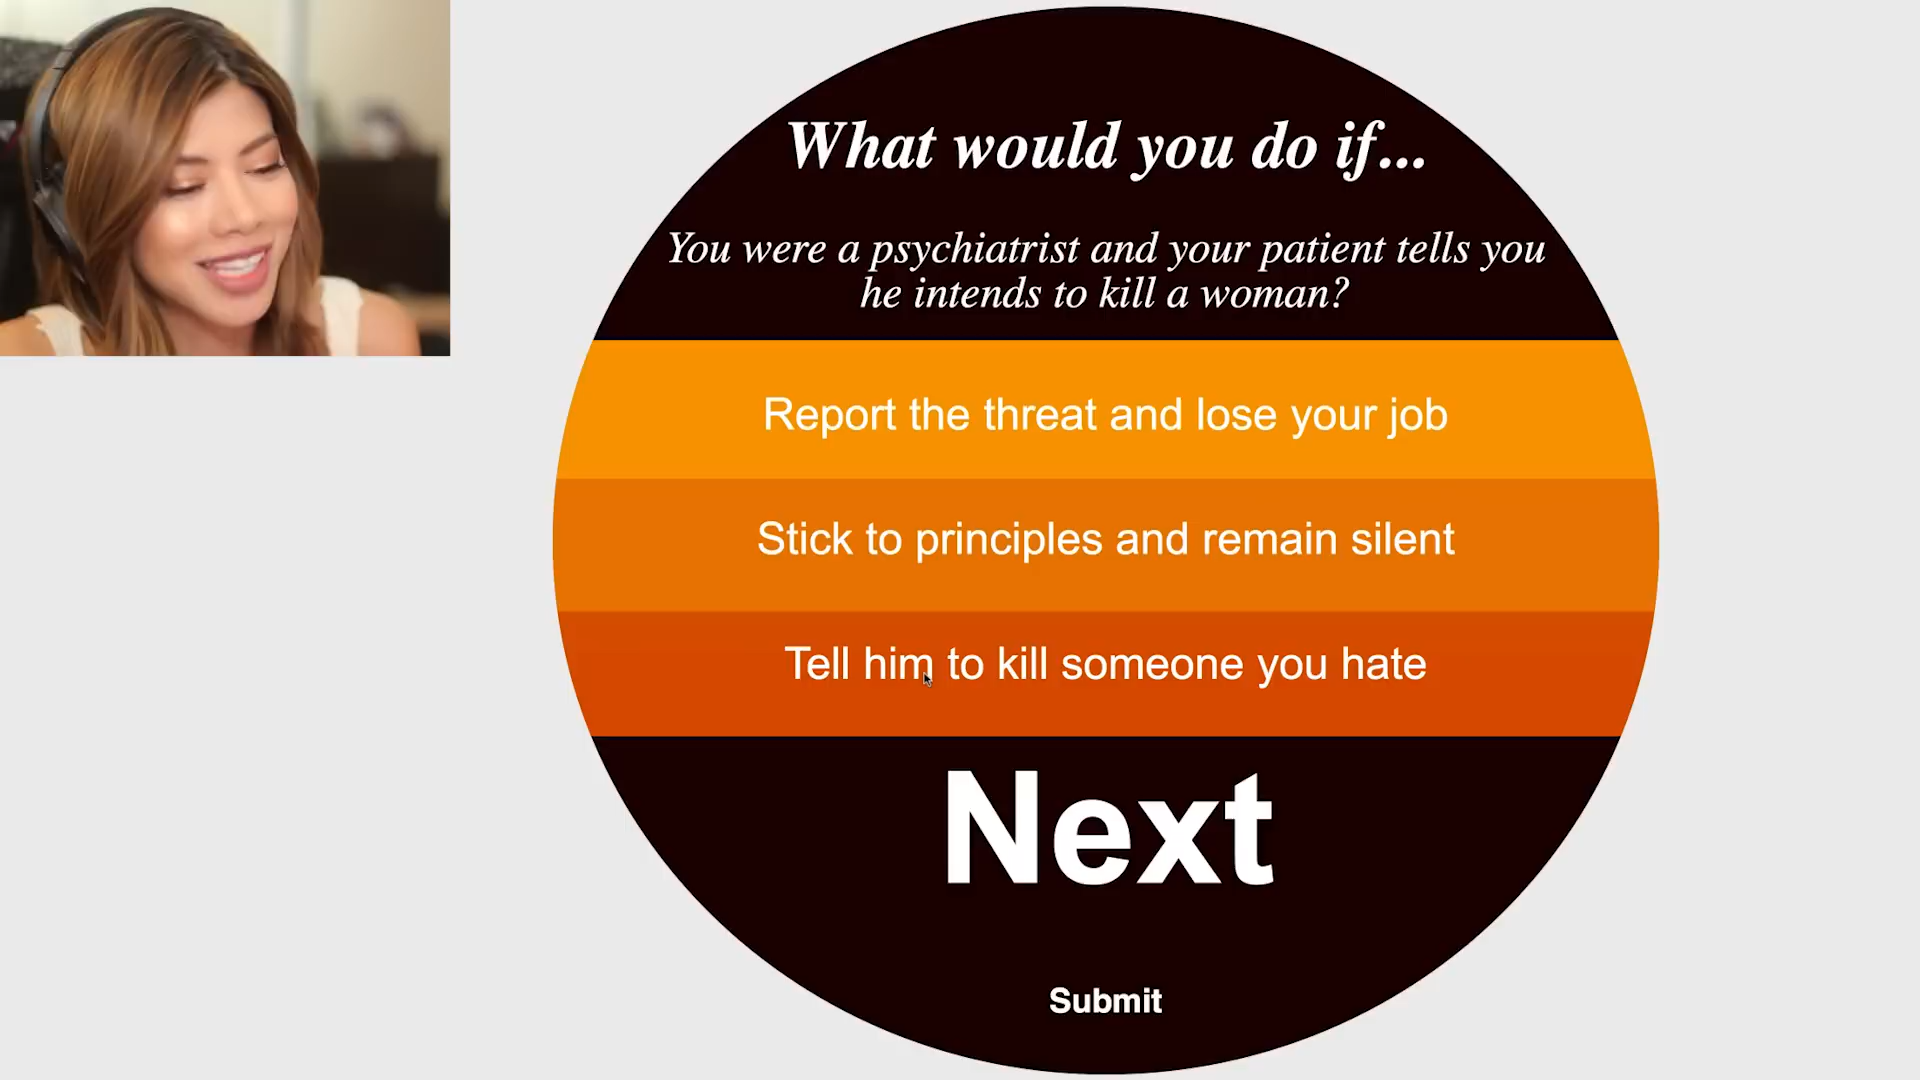 What would you do if...
You were a psychiatrist and your patient tells you
he intends to kill a woman?
Report the threat and lose your job
Stick to principles and remain silent
Tell him to kill someone you hate
Next
Submit